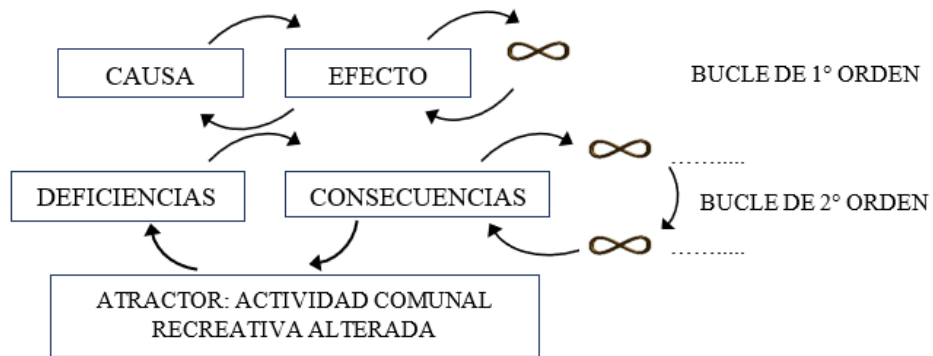 CAUSA
EFECTO
BUCLE DE 1° ORDEN
DEFICIENCIAS
CONSECUENCIAS
............
BUCLE DE 2° ORDEN
............
ATRACTOR: ACTIVIDAD COMUNAL
RECREATIVA ALTERADA